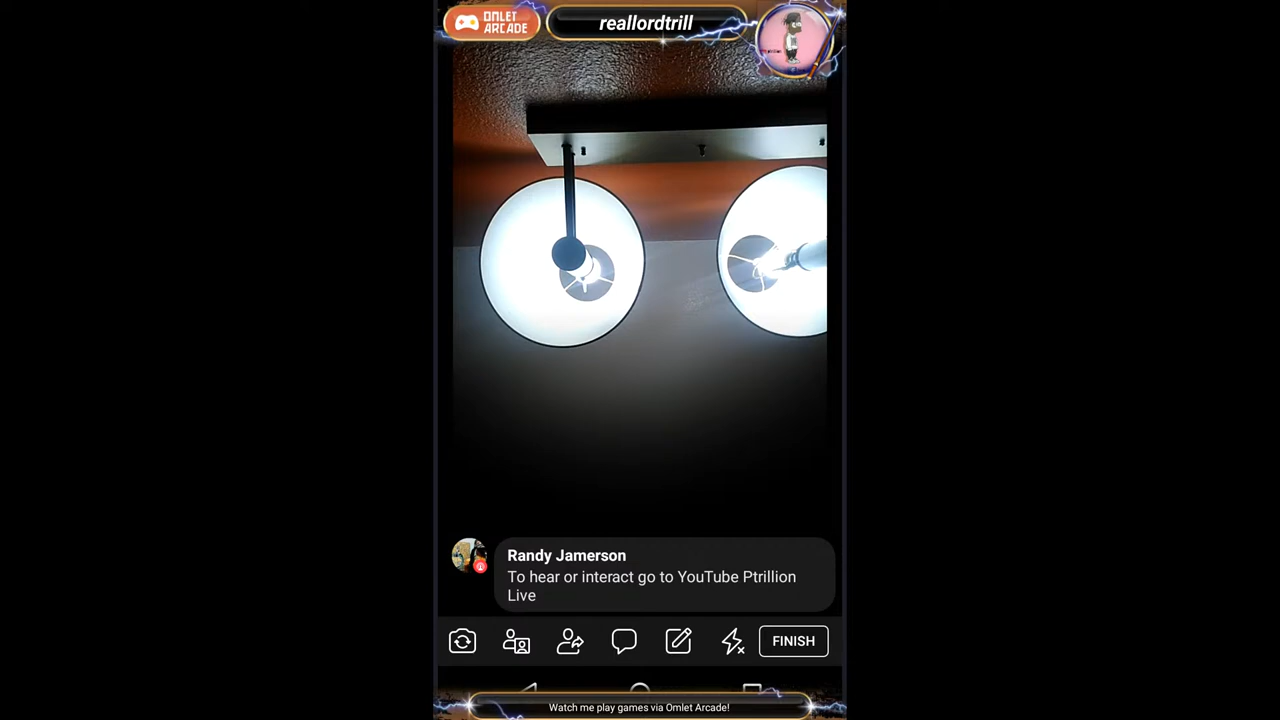 OMLET
ARCADE
reallordtrill
Randy Jamerson
To hear or interact go to YouTube Ptrillion
Live
FINISH
Watch me play games via Omlet Arcade!